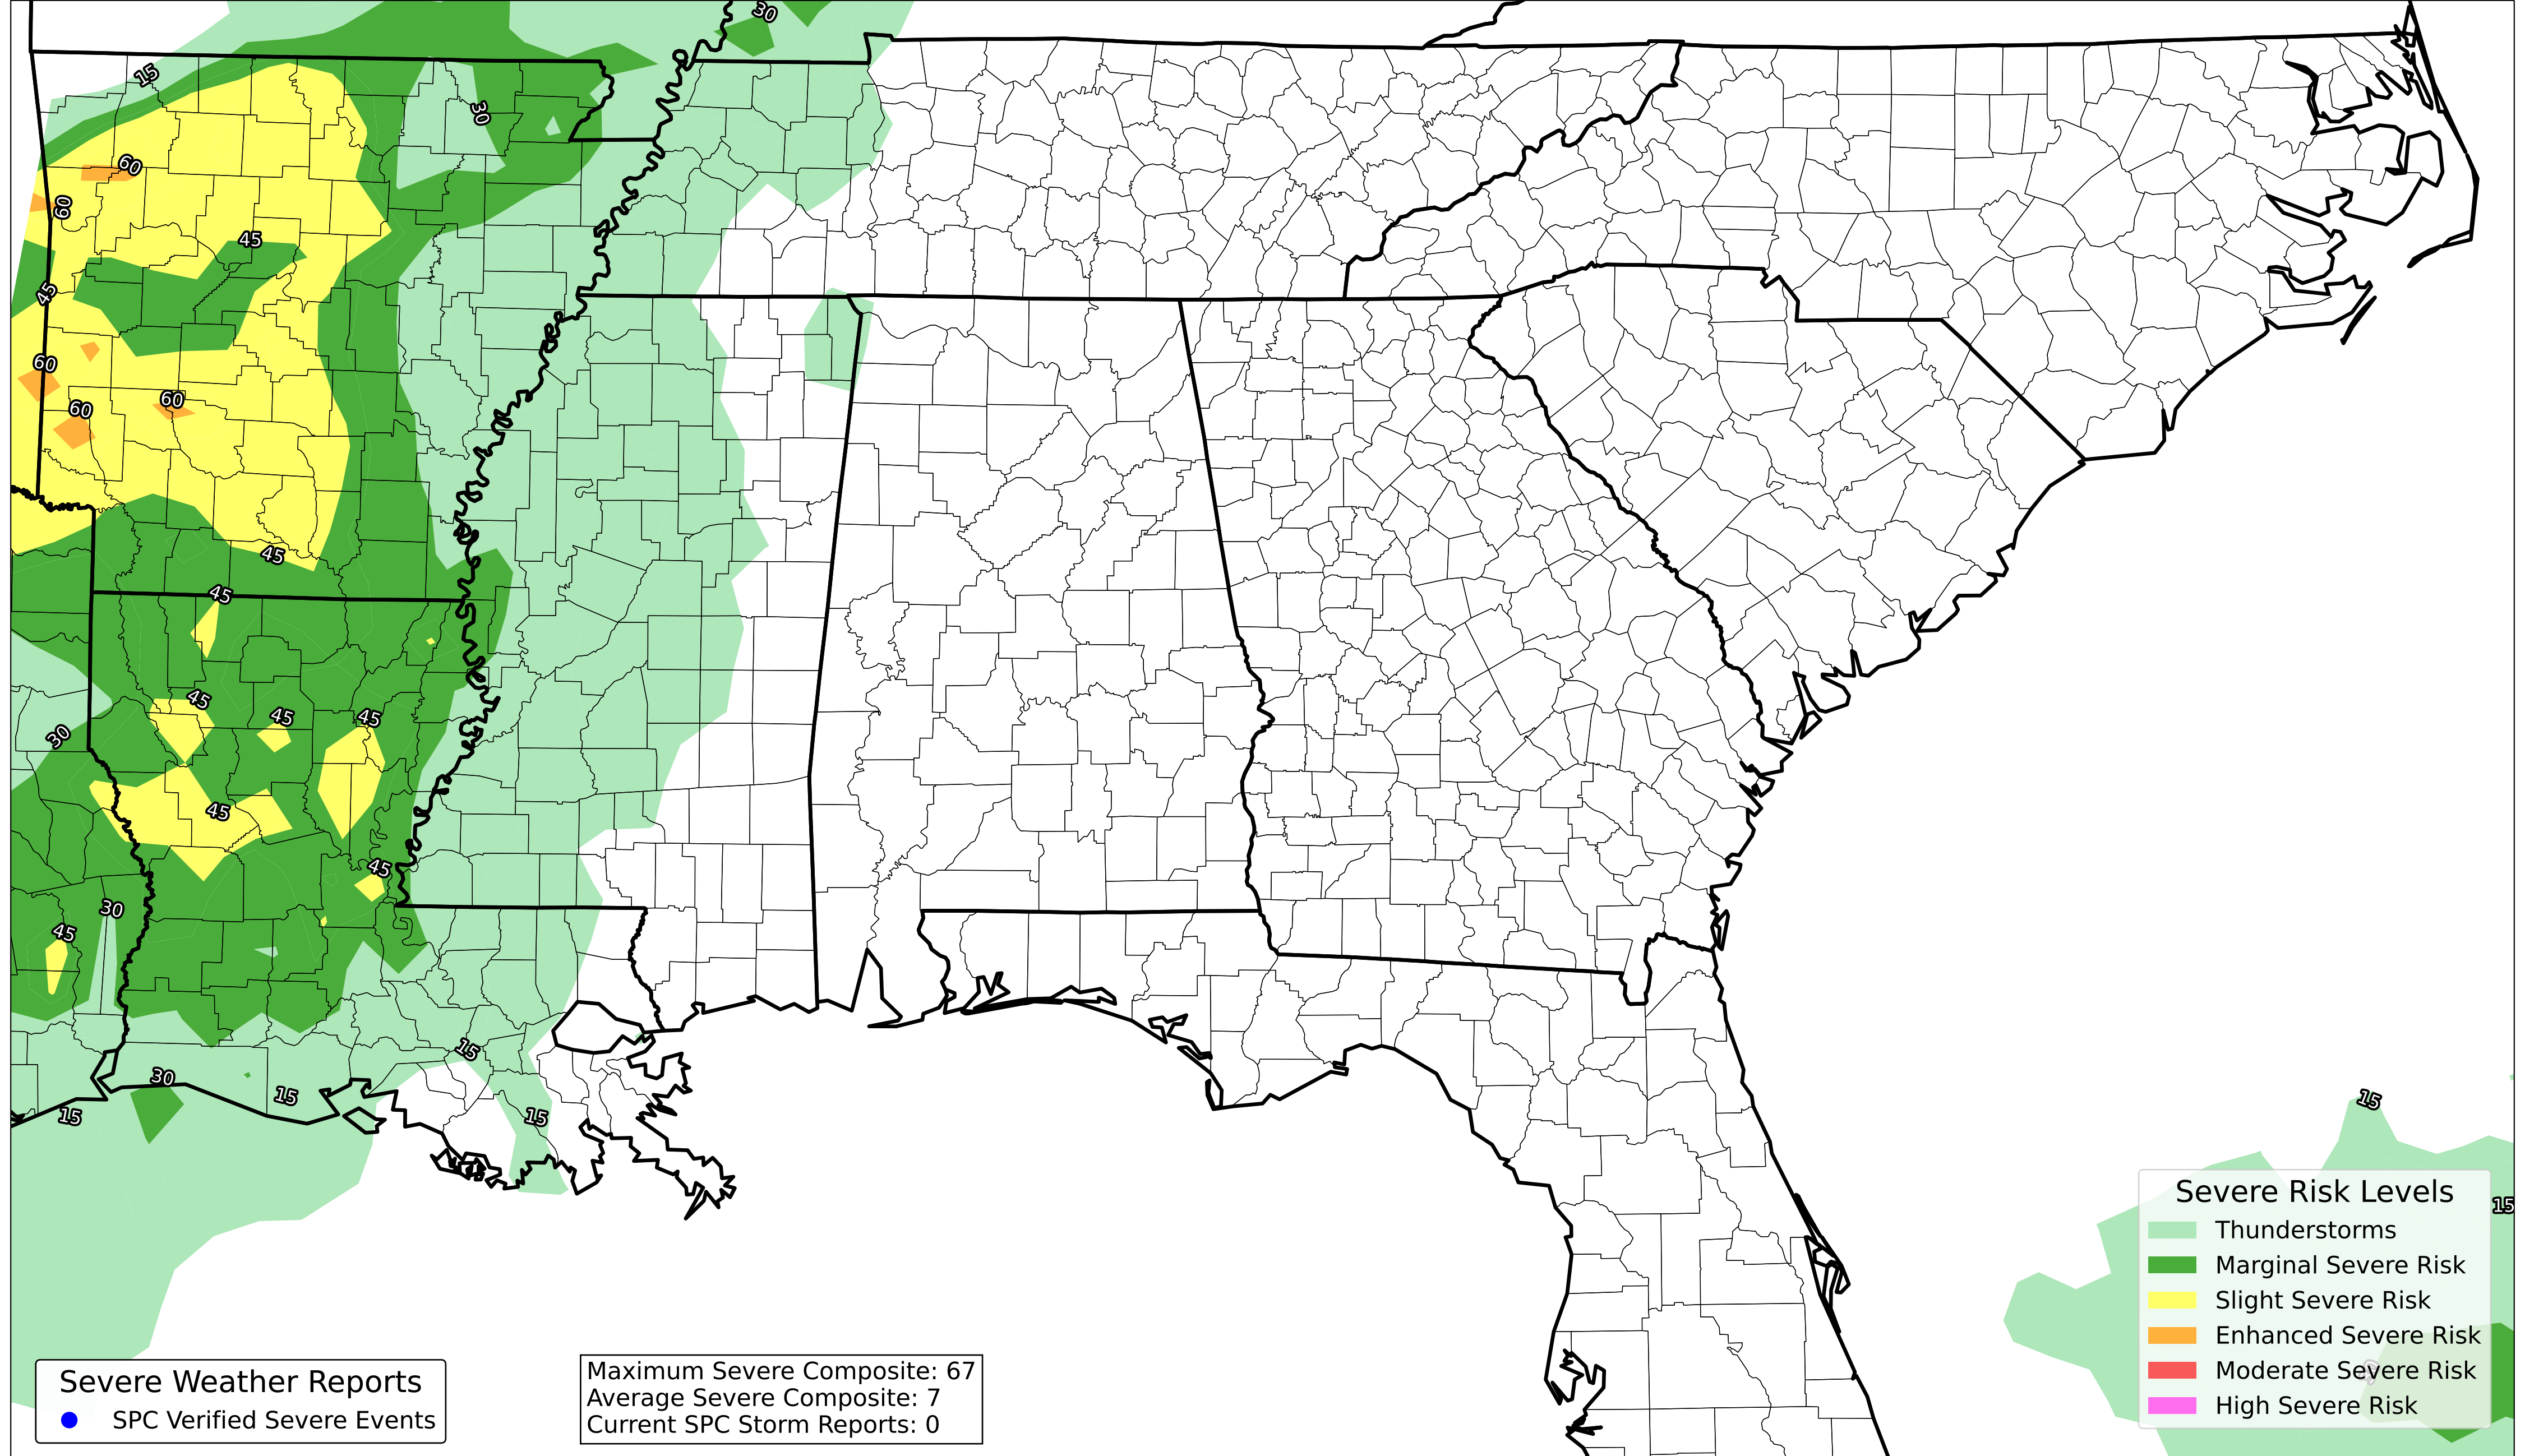 30
15
30
60
60
45
45
60
60
60
45
45
45
45
45
30
45
45
30
45
15
30
15
15
15
15
15
Severe Risk Levels
Thunderstorms
Marginal Severe Risk
Slight Severe Risk
Enhanced Severe Risk
Moderate Severe Risk
High Severe Risk
Severe Weather Reports
SPC Verified Severe Events
Maximum Severe Composite: 67
Average Severe Composite: 7
Current SPC Storm Reports: 0